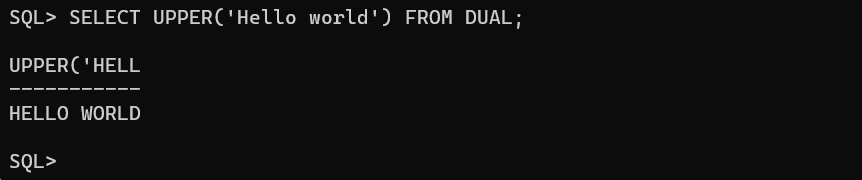 SQL> SELECT UPPER('Hello world') FROM DUAL;
UPPER('HELL
-----------
HELLO WORLD
SQL>